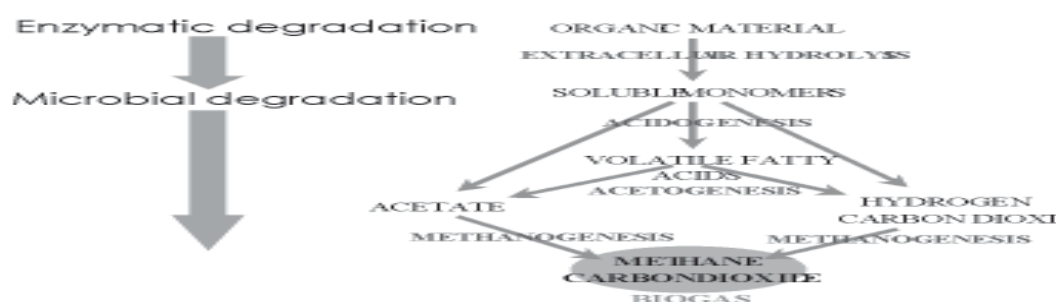 Enzymatic degradation
Microbial degradation
ORGANIC MATERIAL
EXTRACELLULAR HYDROLYSIS
SOLUBLE MONOMERS
ACIDOGENESIS
VOLATILE FATTY
ACIDS
ACETOGENESIS
ACETATE
HYDROGEN
CARBON DIOXI
METHANOGENESIS
METHANOGENESIS
METHANE
CARBONDIOXIDE
BIOGAS